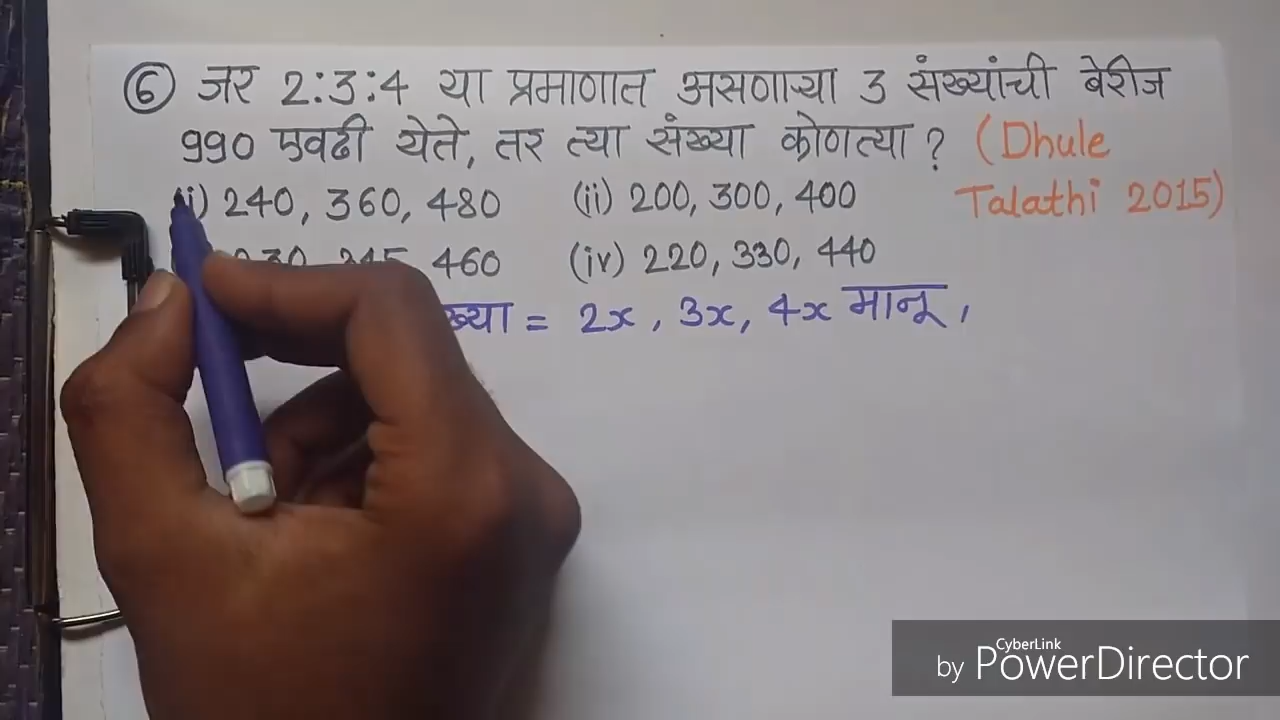 ⑥ जर 2:3:4 या प्रमाणात असणाऱ्या 3 संख्यांची बेरीज
990 एवढी येते, तर त्या संख्या कोणत्या? (Dhule
Talathi 2015)
i) 240, 360, 480 (ii) 200, 300, 400
460 (iv) 220, 330, 440
= 2x, 3x, 4x मानू,
CyberLink
by PowerDirector